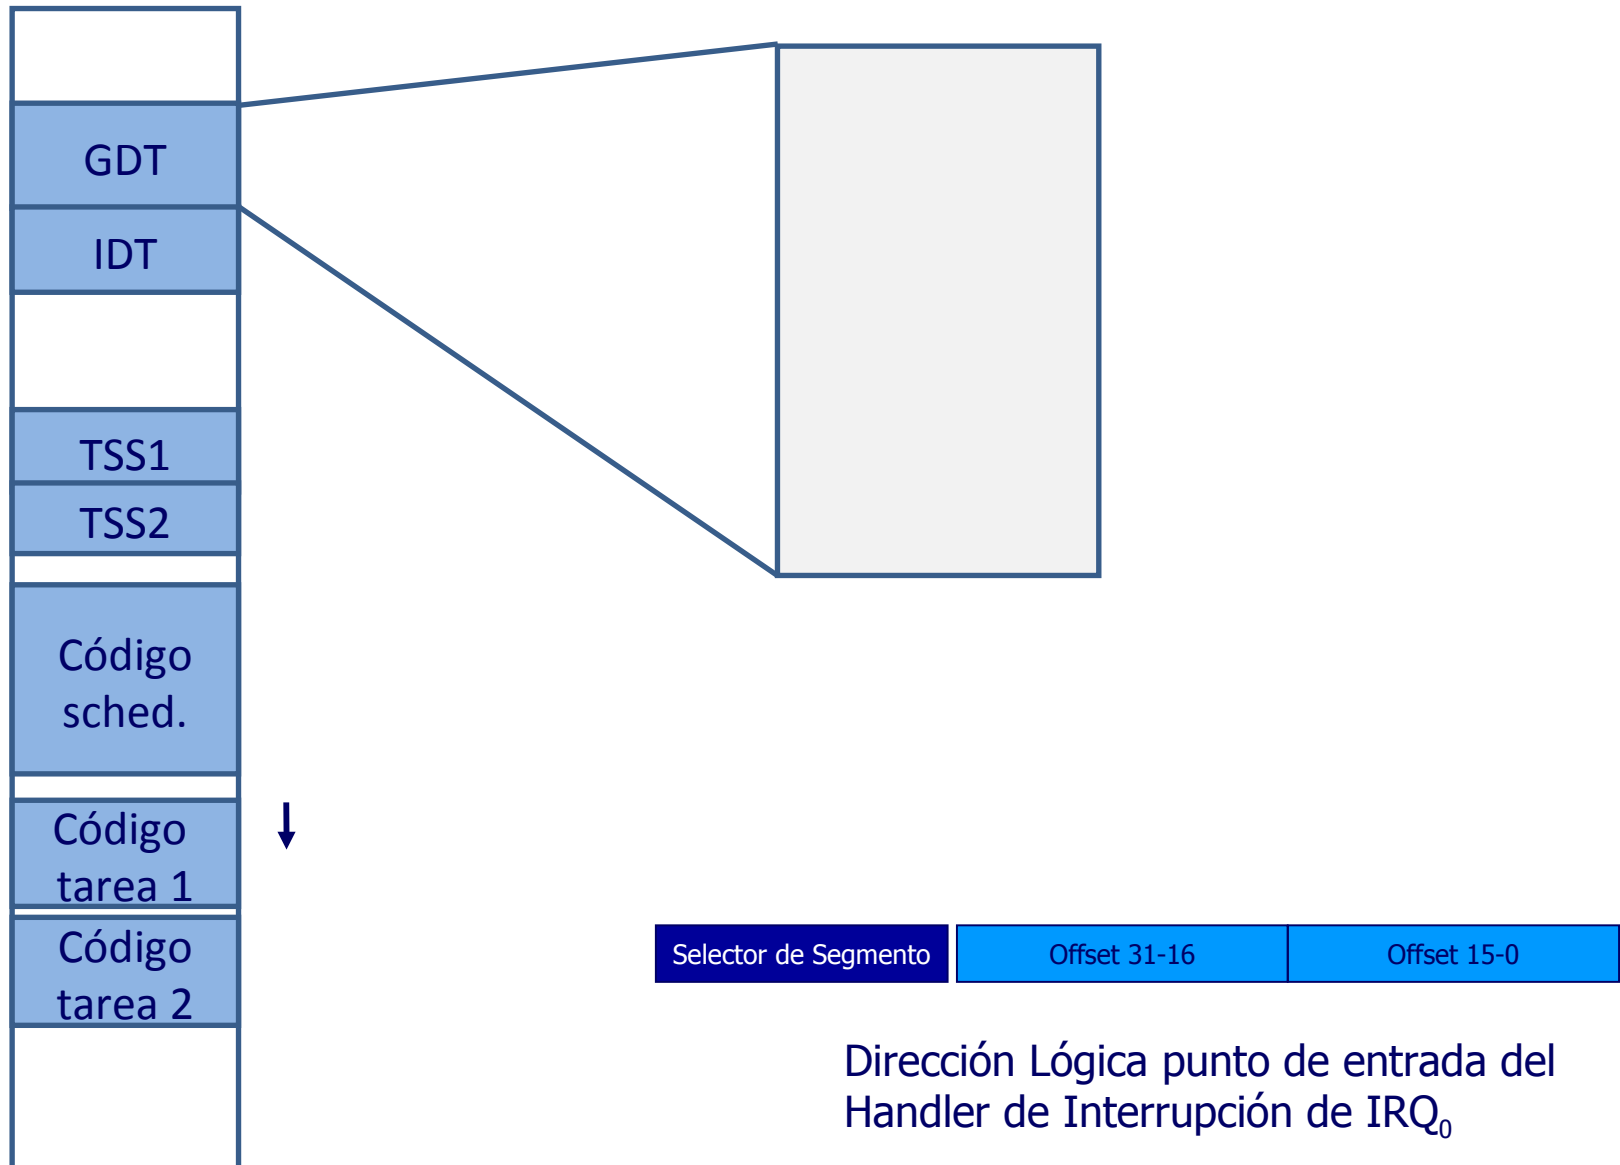 GDT
IDT
TSS1
TSS2
Código
sched.
Código
tarea 1
Código
tarea 2
Selector de Segmento
Offset 31-16
Offset 15-0
Dirección Lógica punto de entrada del
Handler de Interrupción de IRQ₀